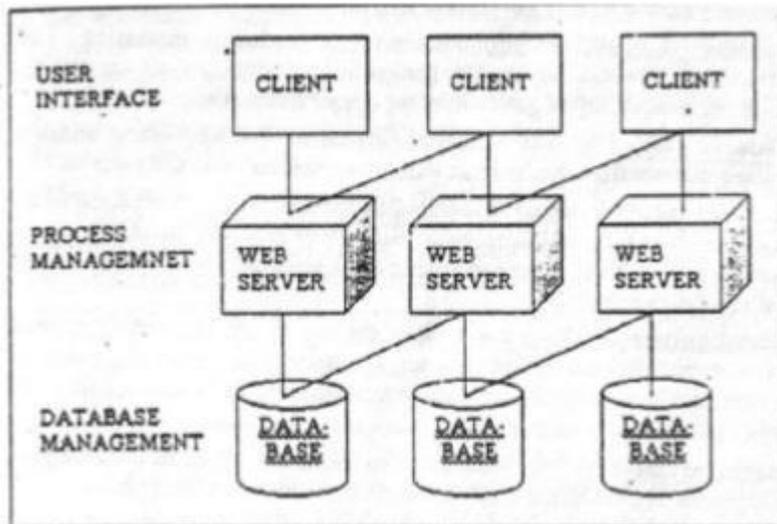 USER
INTERFACE
CLIENT
CLIENT
CLIENT
PROCESS
MANAGEMNET
WEB
SERVER
WEB
SERVER
WEB
SERVER
DATABASE
MANAGEMENT
DATA-
BASE
DATA-
BASE
DATA-
BASE